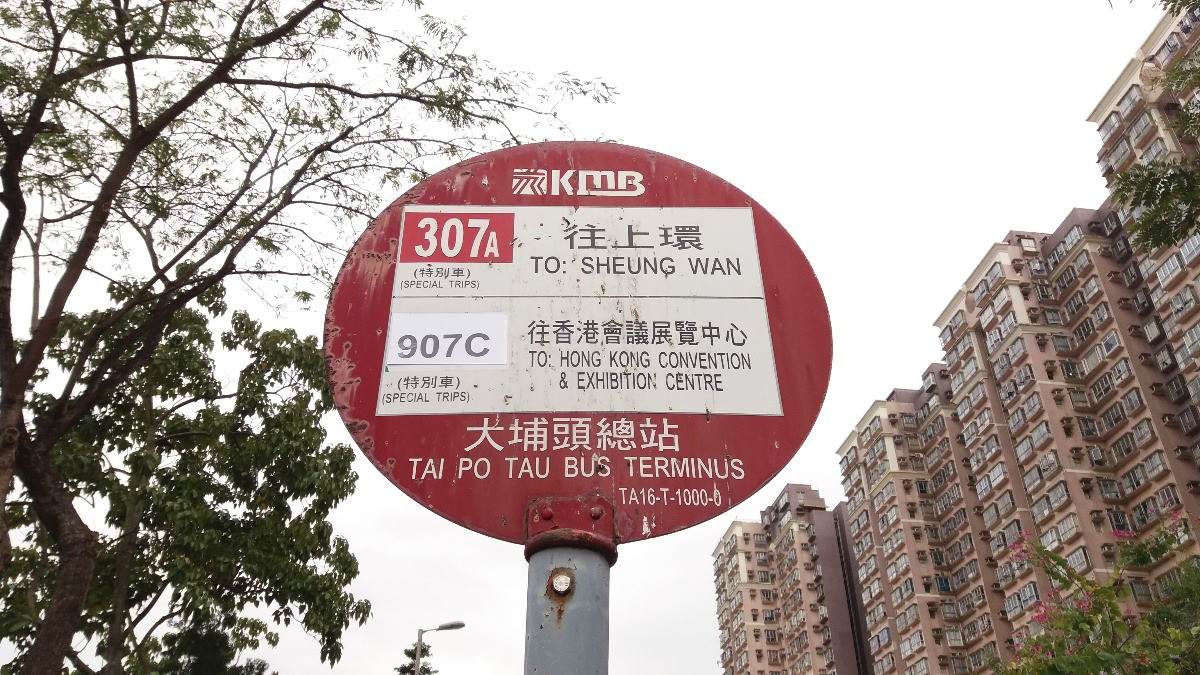 KMB
307A
往上環
TO: SHEUNG WAN
(特別車)
(SPECIAL TRIPS)
907C
往香港會議展覽中心
TO: HONG KONG CONVENTION
& EXHIBITION CENTRE
(特別車)
(SPECIAL TRIPS)
大埔頭總站
TAI PO TAU BUS TERMINUS
TA16-T-1000-0